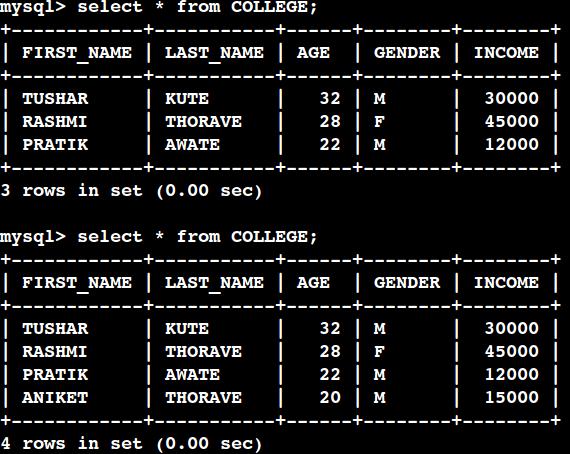 mysql> select * from COLLEGE;
+------------+-----------+------+--------+--------+
| FIRST_NAME | LAST_NAME | AGE  | GENDER | INCOME |
+------------+-----------+------+--------+--------+
| TUSHAR     | KUTE      |   32 | M      |  30000 |
| RASHMI     | THORAVE   |   28 | F      |  45000 |
| PRATIK     | AWATE     |   22 | M      |  12000 |
+------------+-----------+------+--------+--------+
3 rows in set (0.00 sec)

mysql> select * from COLLEGE;
+------------+-----------+------+--------+--------+
| FIRST_NAME | LAST_NAME | AGE  | GENDER | INCOME |
+------------+-----------+------+--------+--------+
| TUSHAR     | KUTE      |   32 | M      |  30000 |
| RASHMI     | THORAVE   |   28 | F      |  45000 |
| PRATIK     | AWATE     |   22 | M      |  12000 |
| ANIKET     | THORAVE   |   20 | M      |  15000 |
+------------+-----------+------+--------+--------+
4 rows in set (0.00 sec)